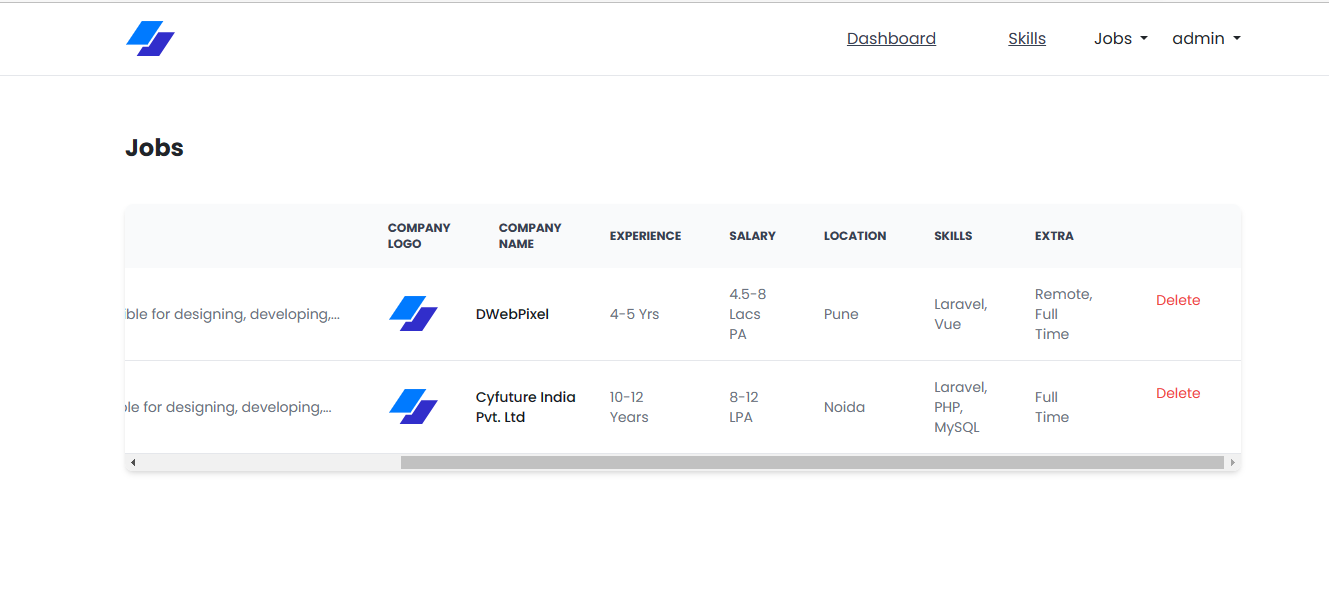 Dashboard Skills Jobs admin
Jobs
COMPANY LOGO COMPANY NAME EXPERIENCE SALARY LOCATION SKILLS EXTRA
for designing, developing,... DWebPixel 4-5 Yrs 4.5-8 Lacs PA Pune Laravel, Vue Remote, Full Time Delete
for designing, developing,... Cyfuture India Pvt. Ltd 10-12 Years 8-12 LPA Noida Laravel, PHP, MySQL Full Time Delete